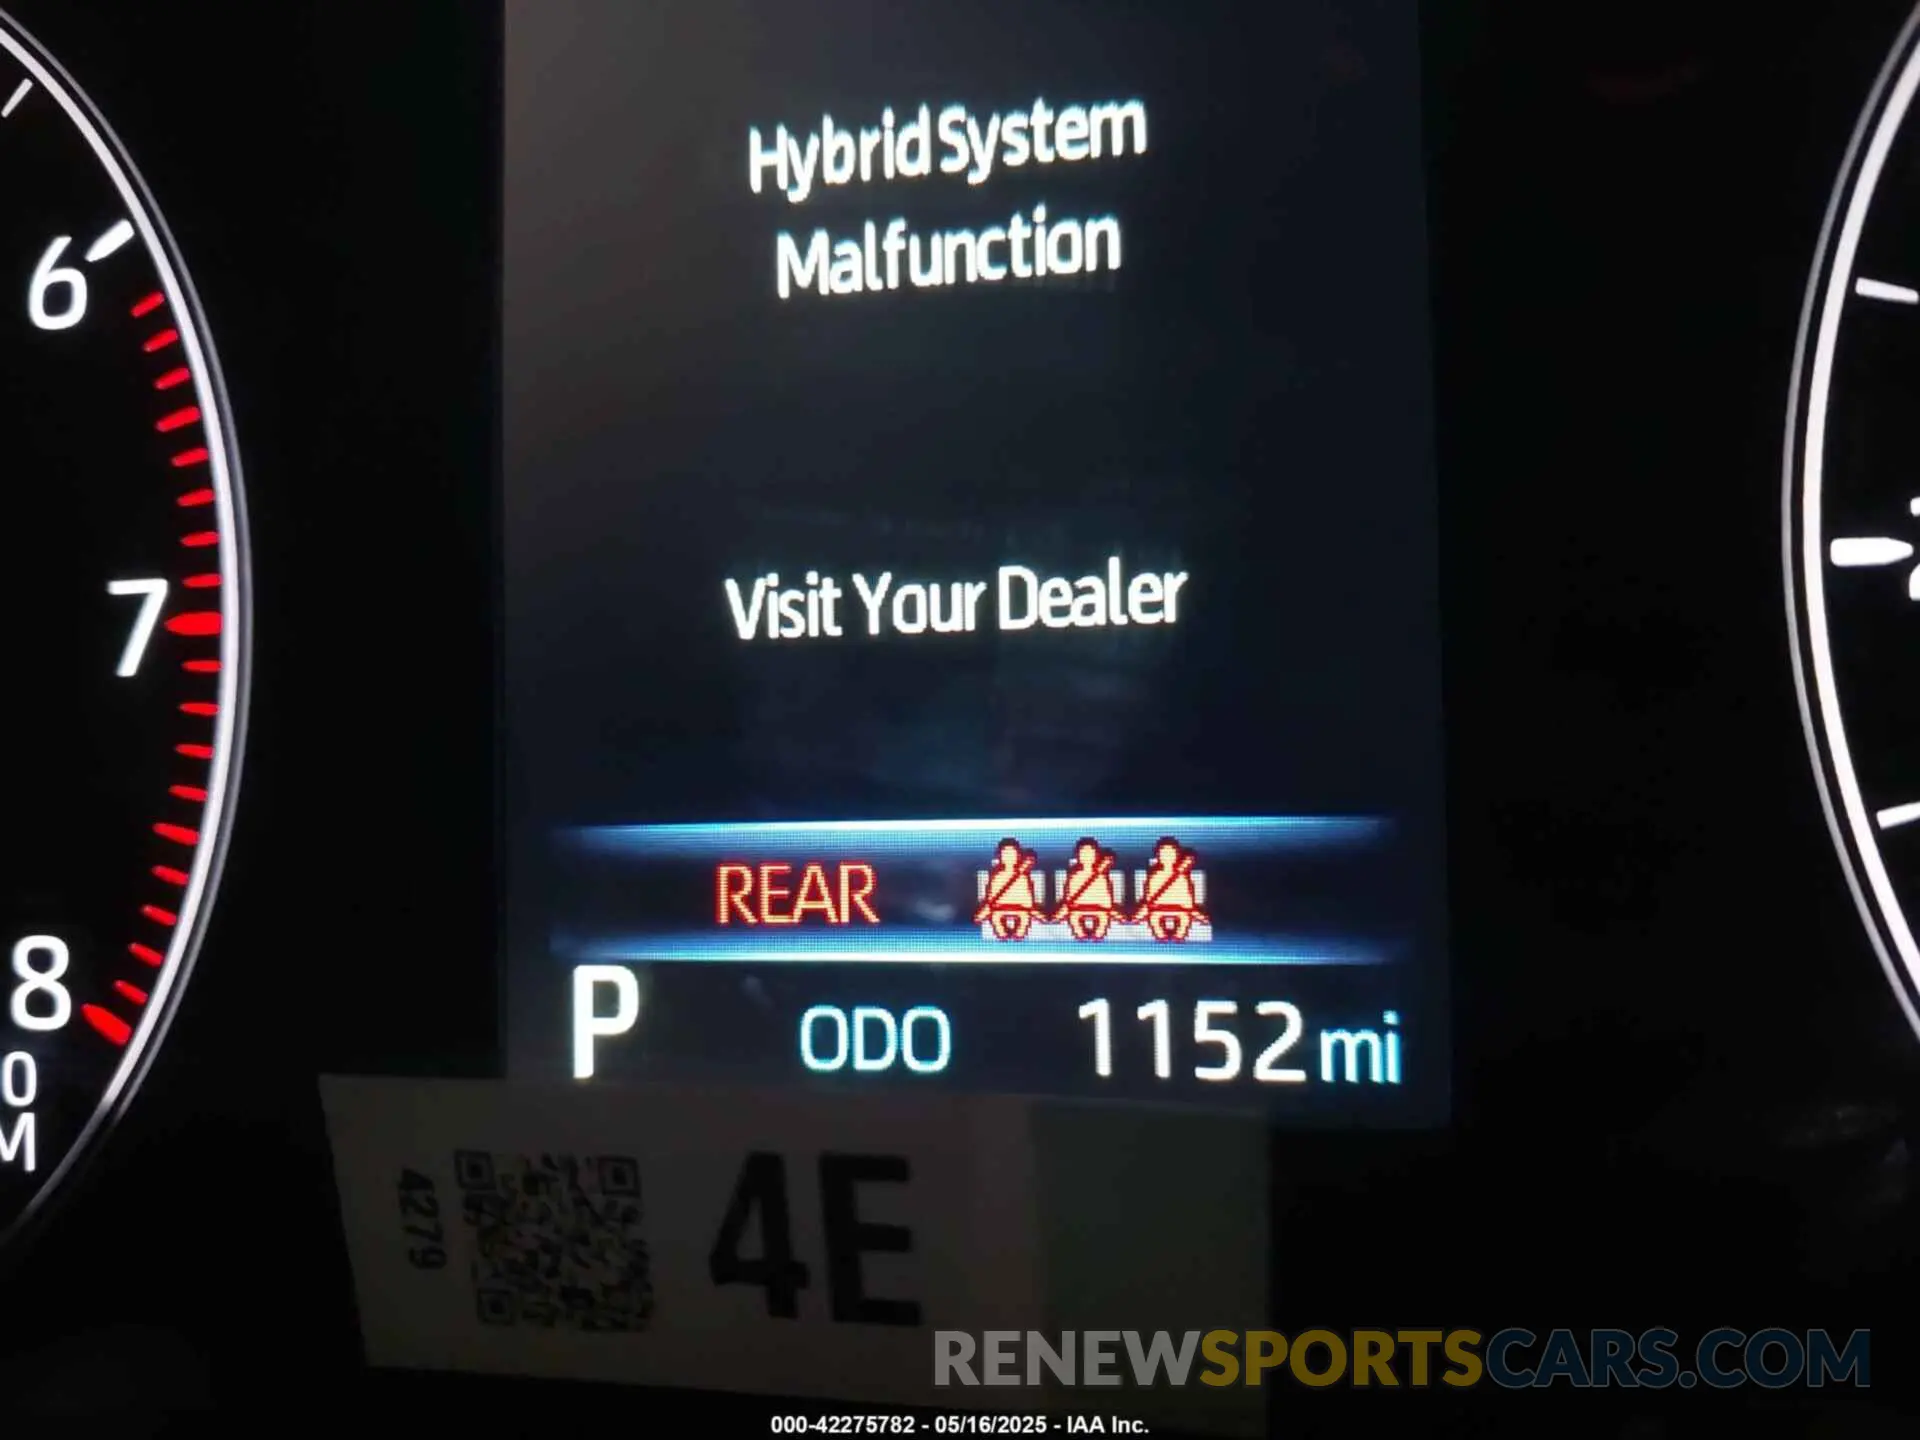 Hybrid System
Malfunction
Visit Your Dealer
6
7
8
REAR
P ODO 1152 mi
0
M
4279
4E
RENEWSPORTSCARS.COM
000-42275782 - 05/16/2025 - IAA Inc.